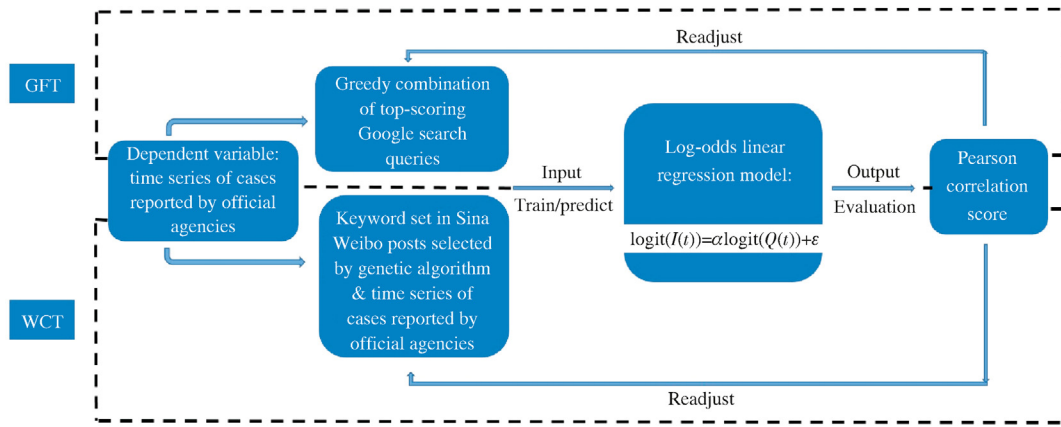 Readjust
GFT
Greedy combination
of top-scoring
Google search
queries
Dependent variable:
time series of cases
reported by official
agencies
Log-odds linear
regression model:
logit(I(t))=αlogit(Q(t))+ε
Input
Train/predict
Output
Evaluation
Pearson
correlation
score
Keyword set in Sina
Weibo posts selected
by genetic algorithm
& time series of
cases reported by
official agencies
WCT
Readjust